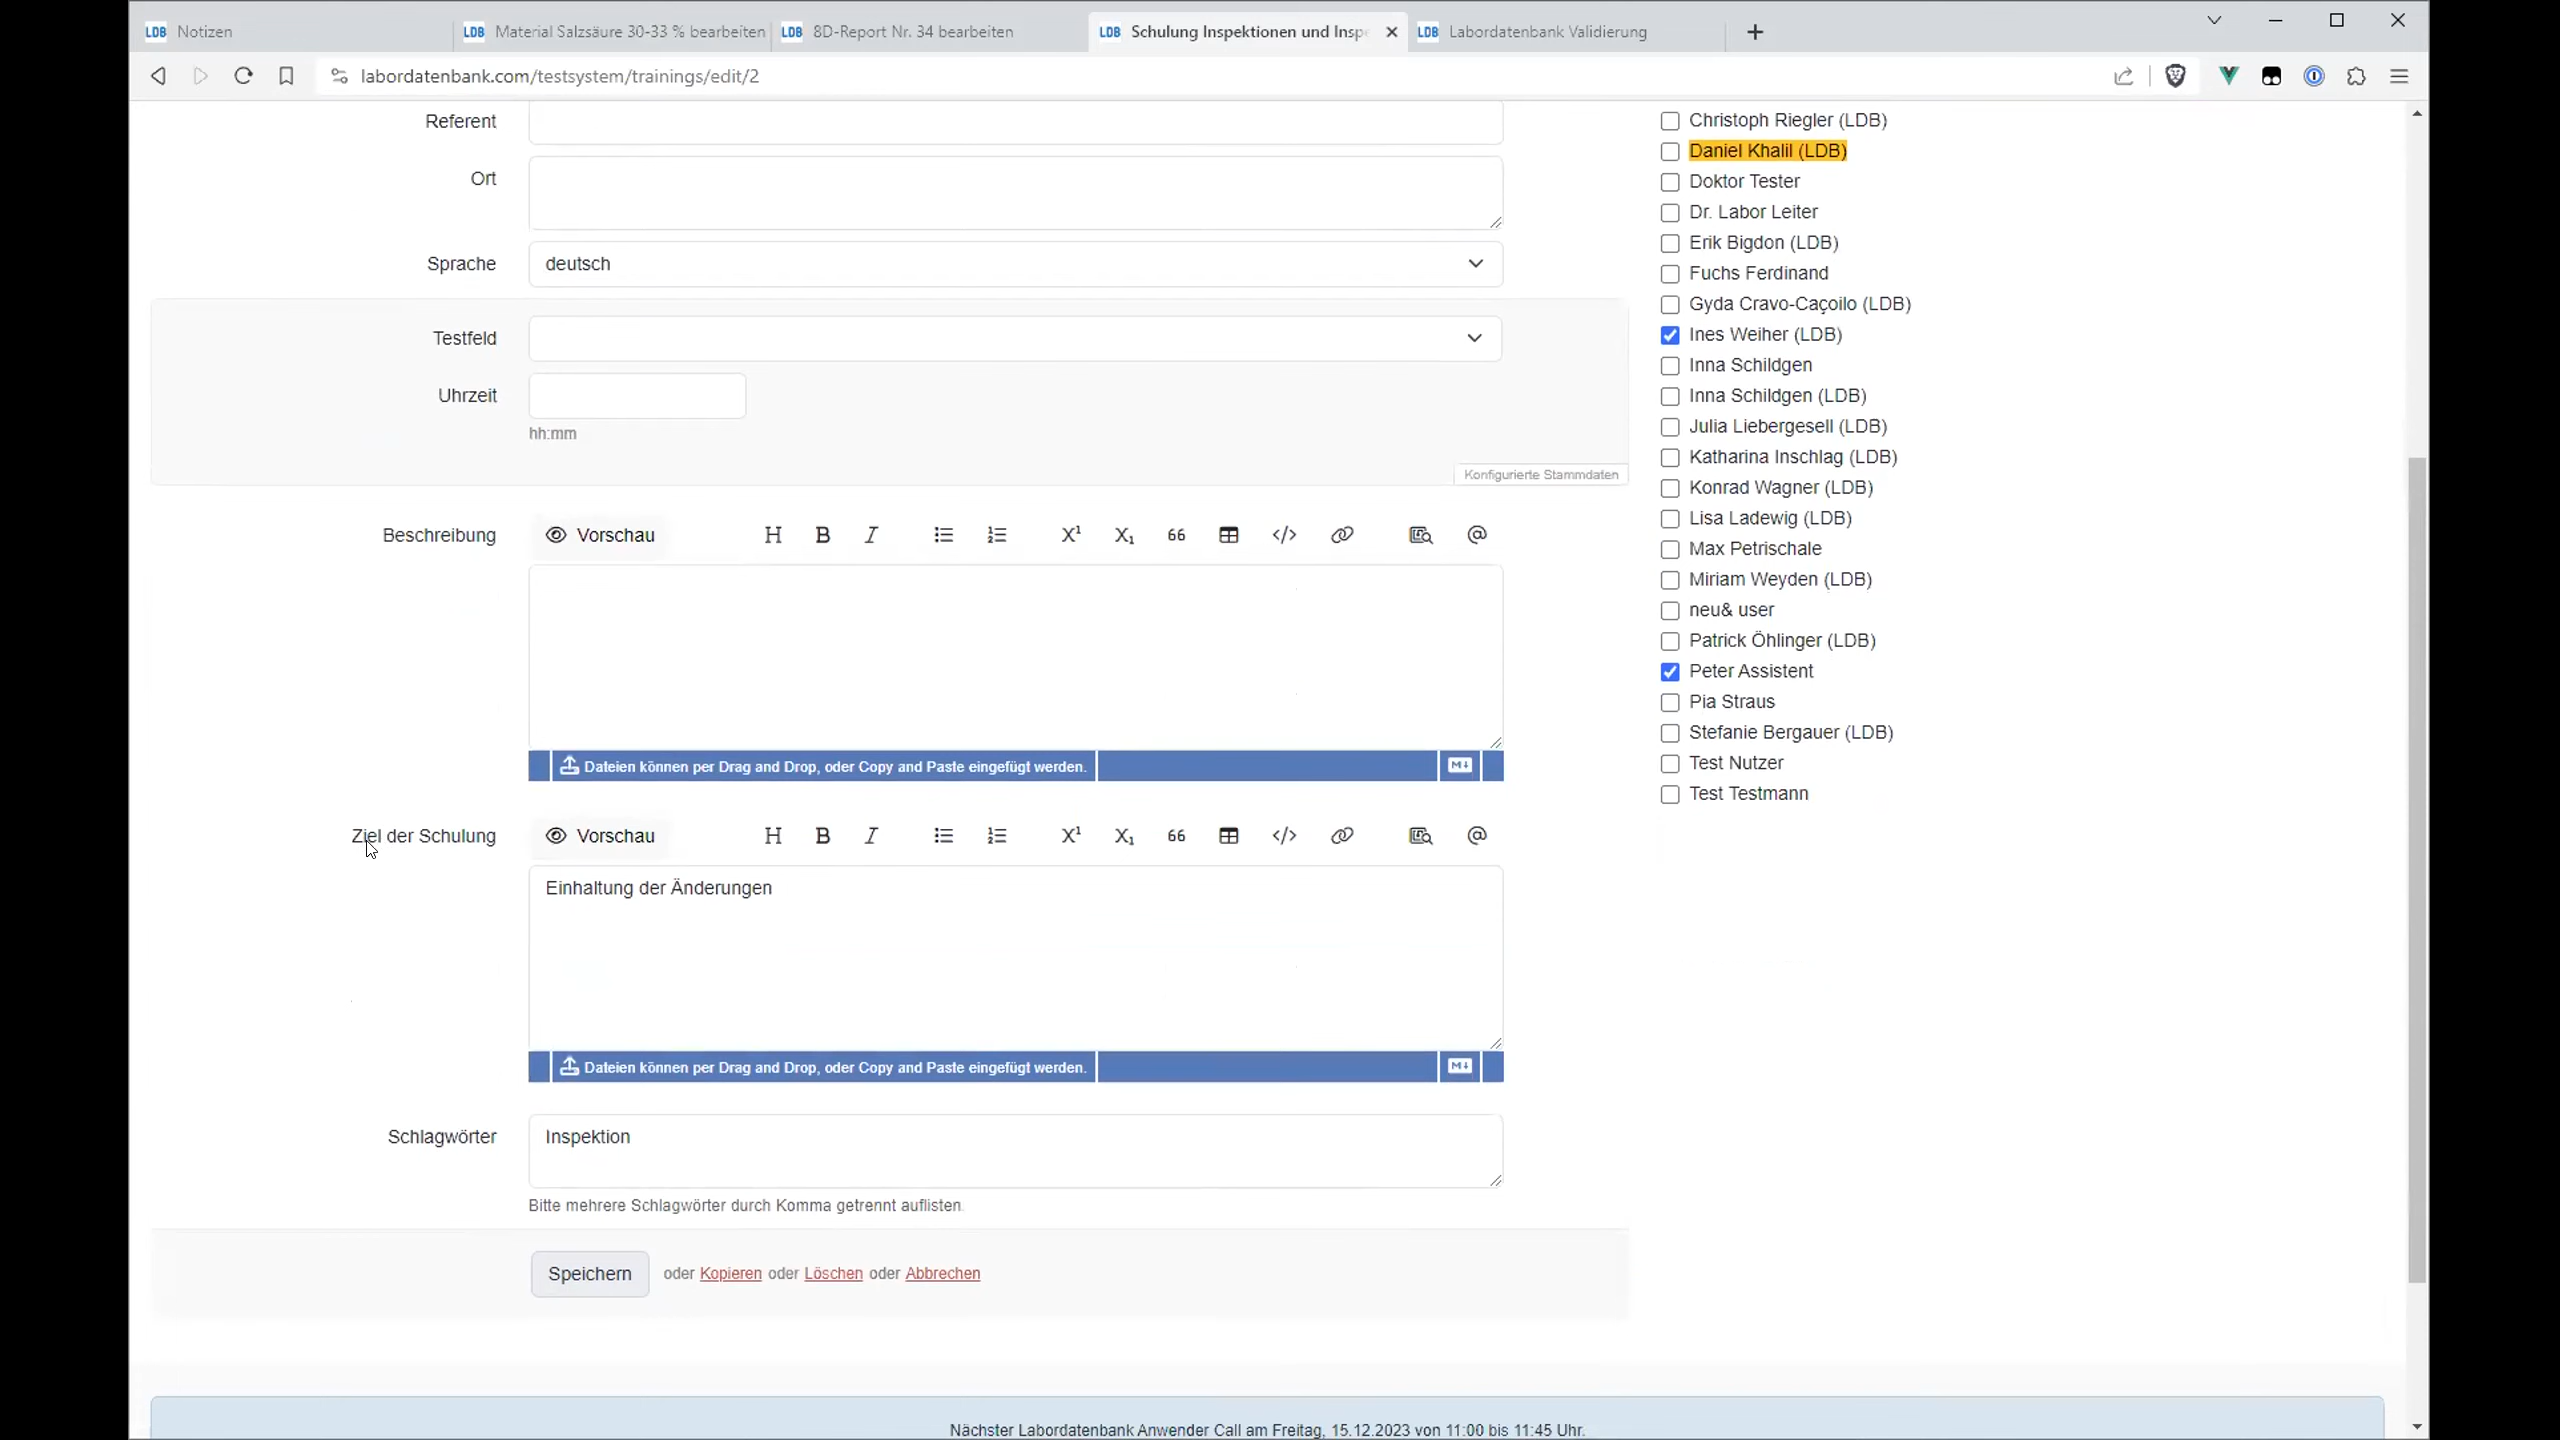 LDB Notizen
LDB Material Salzsäure 30-33 % bearbeiten
LDB 8D-Report Nr. 34 bearbeiten
LDB Schulung Inspektionen und Inspe
LDB Labordatenbank Validierung
labordatenbank.com/testsystem/trainings/edit/2
Referent
Ort
Sprache deutsch
Testfeld
Uhrzeit
hh:mm
Konfigurierte Stammdaten
Beschreibung Vorschau H B I X¹ X₁ 66 </> @
Dateien können per Drag and Drop, oder Copy and Paste eingefügt werden. M↓
Ziel der Schulung Vorschau H B I X¹ X₁ 66 </> @
Einhaltung der Änderungen
Dateien können per Drag and Drop, oder Copy and Paste eingefügt werden. M↓
Schlagwörter Inspektion
Bitte mehrere Schlagwörter durch Komma getrennt auflisten.
Speichern oder Kopieren oder Löschen oder Abbrechen
Christoph Riegler (LDB)
Daniel Khalil (LDB)
Doktor Tester
Dr. Labor Leiter
Erik Bigdon (LDB)
Fuchs Ferdinand
Gyda Cravo-Caçoilo (LDB)
Ines Weiher (LDB)
Inna Schildgen
Inna Schildgen (LDB)
Julia Liebergesell (LDB)
Katharina Inschlag (LDB)
Konrad Wagner (LDB)
Lisa Ladewig (LDB)
Max Petrischale
Miriam Weyden (LDB)
neu& user
Patrick Öhlinger (LDB)
Peter Assistent
Pia Straus
Stefanie Bergauer (LDB)
Test Nutzer
Test Testmann
Nächster Labordatenbank Anwender Call am Freitag, 15.12.2023 von 11:00 bis 11:45 Uhr.